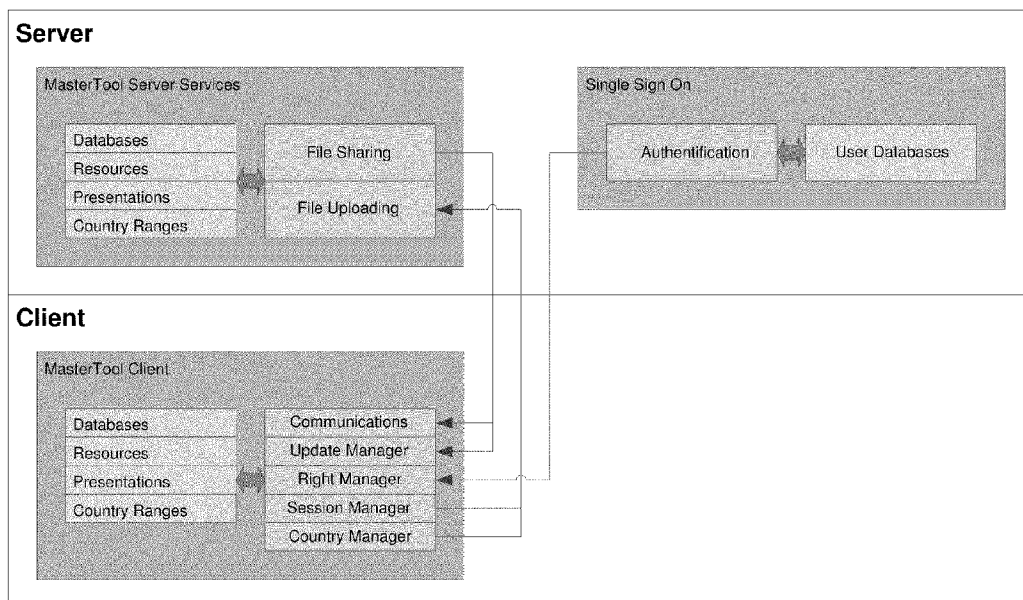 Server
MasterTool Server Services
Databases
Resources
Presentations
Country Ranges
File Sharing
File Uploading
Single Sign On
Authentification
User Databases
Client
MasterTool Client
Databases
Resources
Presentations
Country Ranges
Communications
Update Manager
Right Manager
Session Manager
Country Manager